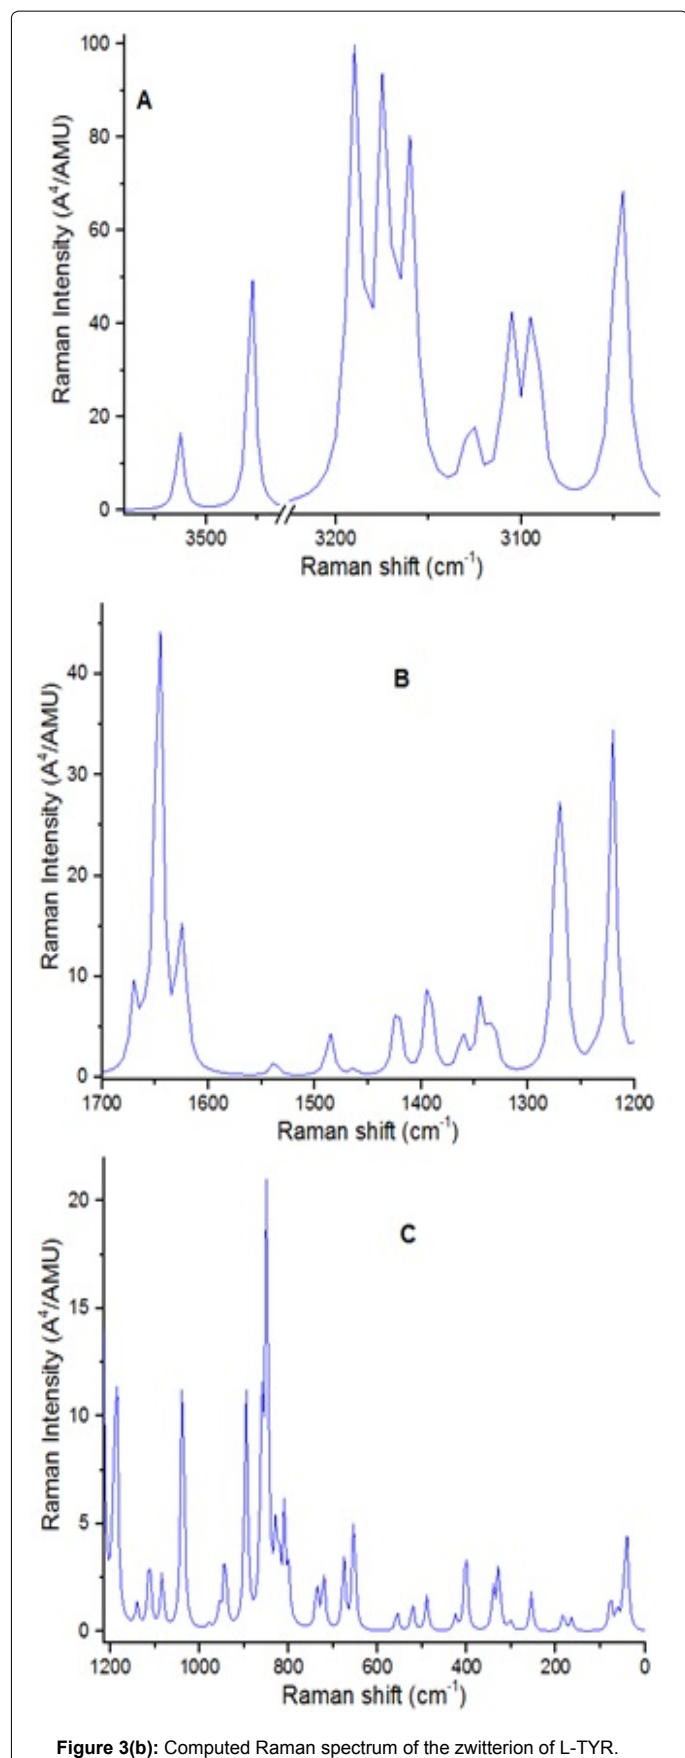 A
Raman Intensity (A⁴/AMU)
100
80
60
40
20
0
3500 3200 3100
Raman shift (cm⁻¹)
B
Raman Intensity (A⁴/AMU)
40
30
20
10
0
1700 1600 1500 1400 1300 1200
Raman shift (cm⁻¹)
C
Raman Intensity (A⁴/AMU)
20
15
10
5
0
1200 1000 800 600 400 200 0
Raman shift (cm⁻¹)
Figure 3(b): Computed Raman spectrum of the zwitterion of L-TYR.